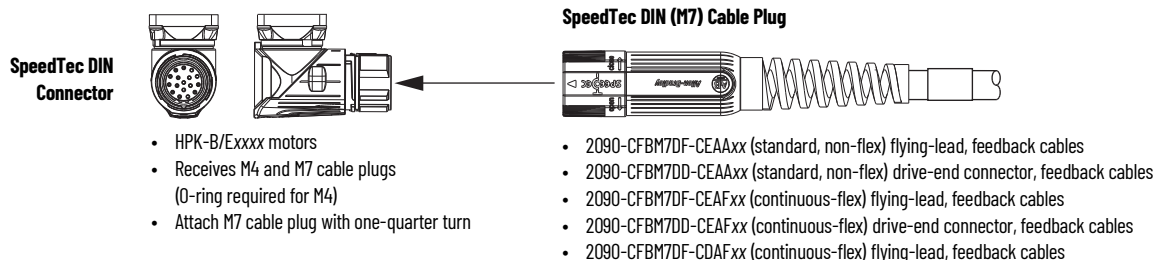 SpeedTec DIN (M7) Cable Plug
SpeedTec DIN
Connector
• HPK-B/Exxxx motors
• Receives M4 and M7 cable plugs
(O-ring required for M4)
• Attach M7 cable plug with one-quarter turn
SPEEDTEC
Allen-Bradley
AB
• 2090-CFBM7DF-CEAAxx (standard, non-flex) flying-lead, feedback cables
• 2090-CFBM7DD-CEAAxx (standard, non-flex) drive-end connector, feedback cables
• 2090-CFBM7DF-CEAFxx (continuous-flex) flying-lead, feedback cables
• 2090-CFBM7DD-CEAFxx (continuous-flex) drive-end connector, feedback cables
• 2090-CFBM7DF-CDAFxx (continuous-flex) flying-lead, feedback cables